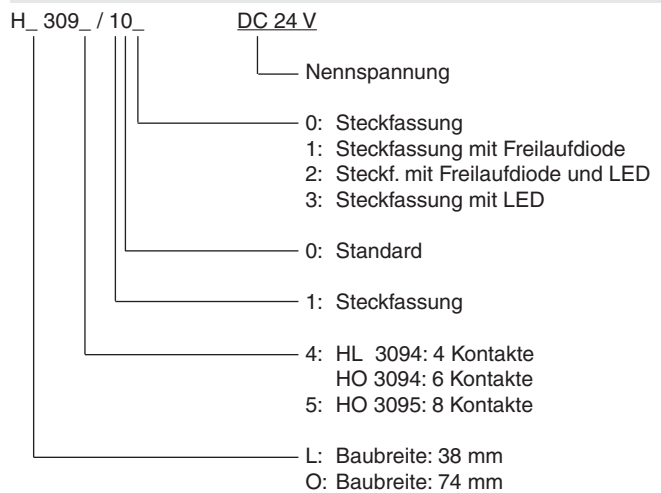 H_ 309_ / 10_ DC 24 V
Nennspannung
0: Steckfassung
1: Steckfassung mit Freilaufdiode
2: Steckf. mit Freilaufdiode und LED
3: Steckfassung mit LED
0: Standard
1: Steckfassung
4: HL 3094: 4 Kontakte
HO 3094: 6 Kontakte
5: HO 3095: 8 Kontakte
L: Baubreite: 38 mm
O: Baubreite: 74 mm